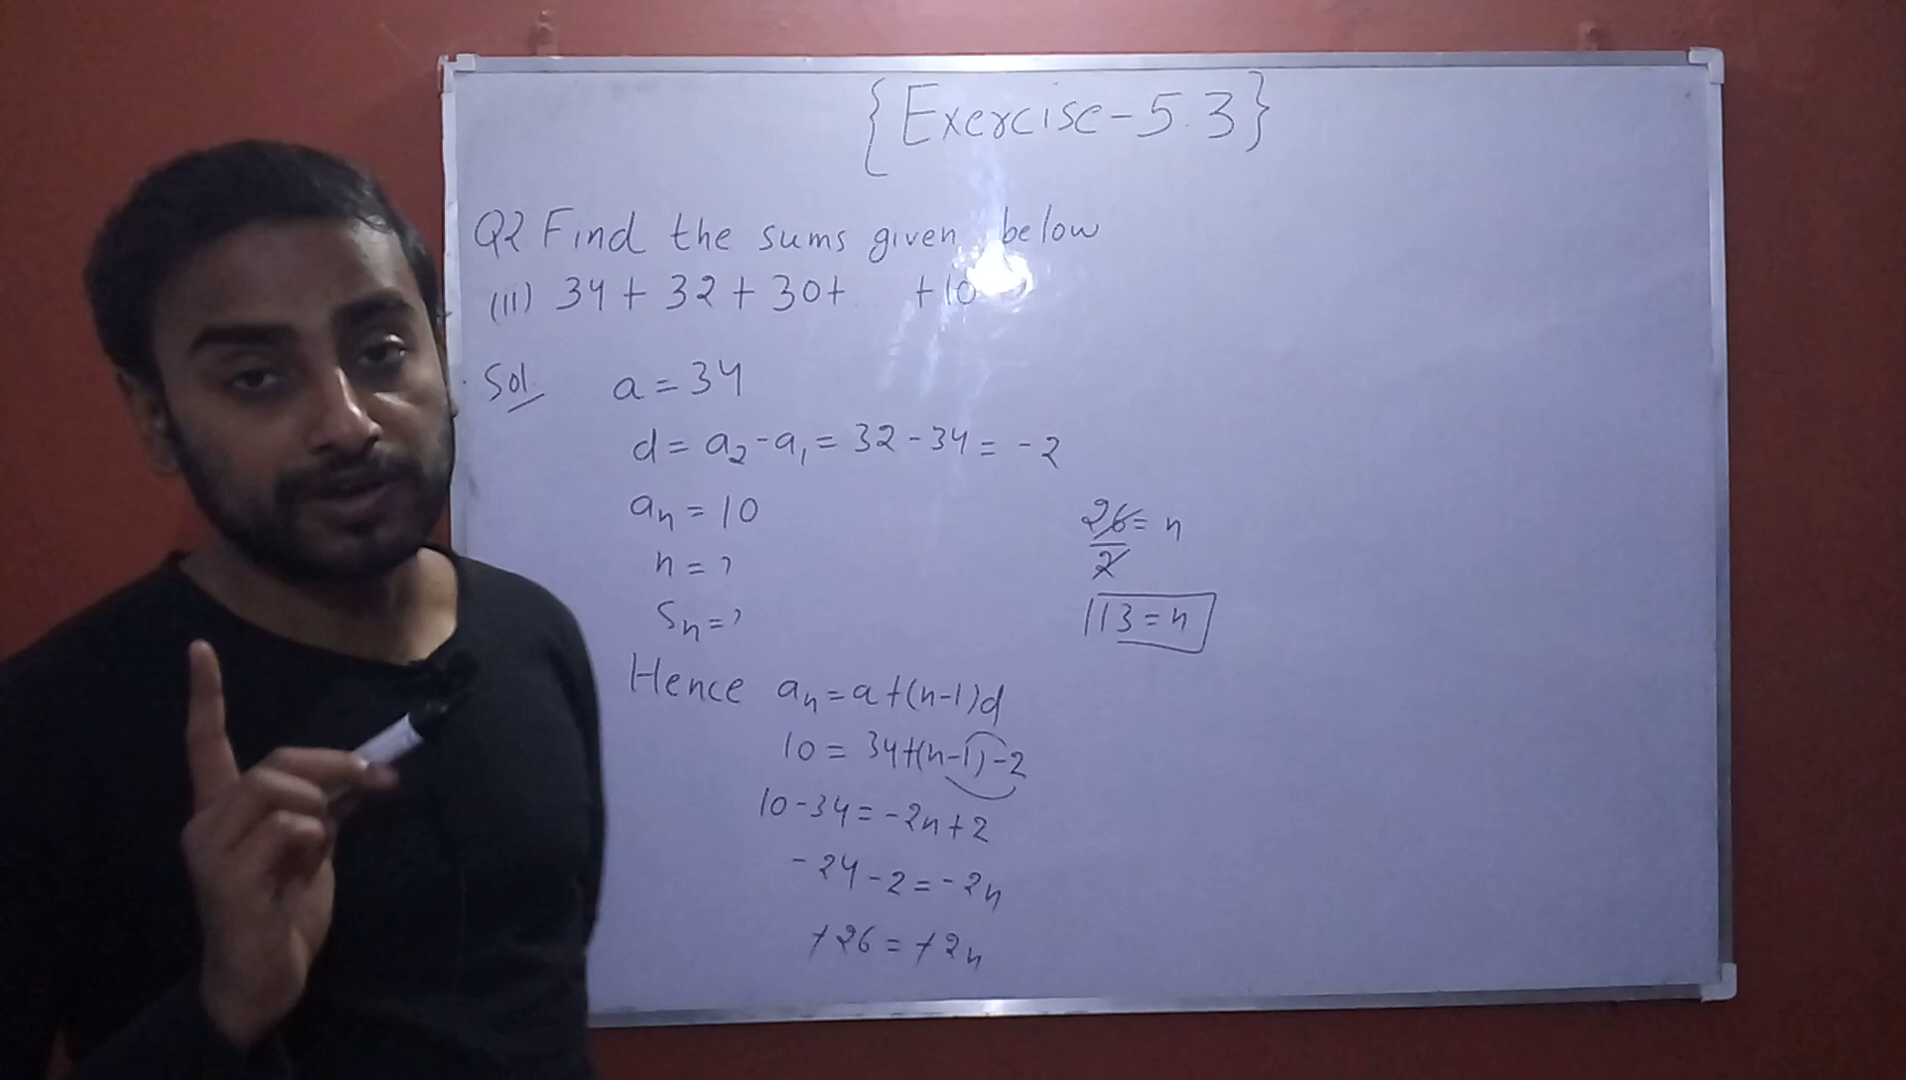 {Exercise-5.3}
Q2 Find the sums given below
(ii) 34 + 32 + 30 + +10
Sol. a = 34
d = a₂ - a₁ = 32 - 34 = -2
aₙ = 10
n = ?
Sₙ = ?
Hence aₙ = a + (n-1)d
10 = 34+(n-1)-2
10-34 = -2n+2
-24-2 = -2n
+26 = +2n
26/2 = n
13 = n